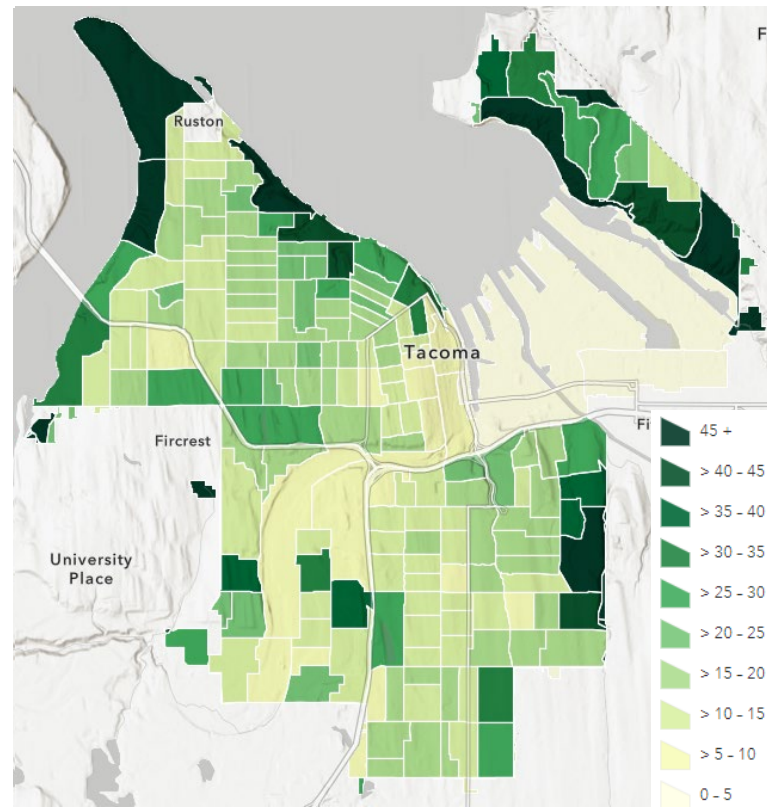 F
Ruston
Tacoma
Fircrest
Fi
University
Place
45 +
> 40 - 45
> 35 - 40
> 30 - 35
> 25 - 30
> 20 - 25
> 15 - 20
> 10 - 15
> 5 - 10
0 - 5